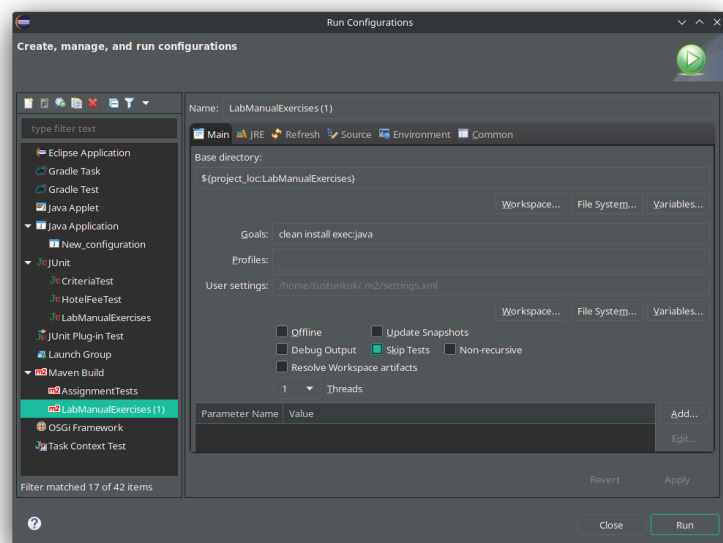 Run Configurations
Create, manage, and run configurations
type filter text
Eclipse Application
Gradle Task
Gradle Test
Java Applet
Java Application
New_configuration
JUnit
CriteriaTest
HotelFeeTest
LabManualExercises
JUnit Plug-in Test
Launch Group
Maven Build
AssignmentTests
LabManualExercises (1)
OSGi Framework
Task Context Test
Filter matched 17 of 42 items
Name: LabManualExercises (1)
Main JRE Refresh Source Environment Common
Base directory:
${project_loc:LabManualExercises}
Workspace... File System... Variables...
Goals: clean install exec:java
Profiles:
User settings: /home/tustunkok/.m2/settings.xml
Workspace... File System... Variables...
Offline Update Snapshots
Debug Output Skip Tests Non-recursive
Resolve Workspace artifacts
1 Threads
Parameter Name Value Add...
Edit...
Revert Apply
Close Run